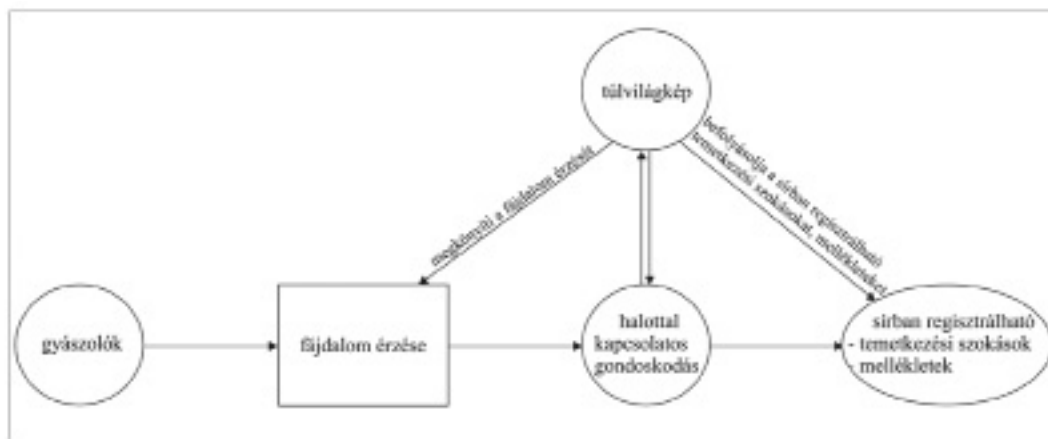 túlvilágkép
megkönyíti a fájdalom érzését
befolyásolja a sírban regisztrálható
temetkezési szokásokat, mellékleteket
gyászolók
fájdalom érzése
halottal
kapcsolatos
gondoskodás
sírban regisztrálható
- temetkezési szokások
mellékletek